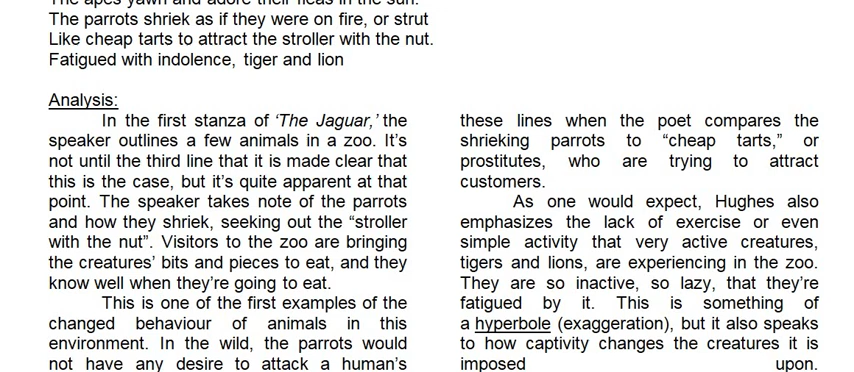 The apes yawn and adore their fleas in the sun.
The parrots shriek as if they were on fire, or strut
Like cheap tarts to attract the stroller with the nut.
Fatigued with indolence, tiger and lion
Analysis:
In the first stanza of ‘The Jaguar,’ the
speaker outlines a few animals in a zoo. It’s
not until the third line that it is made clear that
this is the case, but it’s quite apparent at that
point. The speaker takes note of the parrots
and how they shriek, seeking out the “stroller
with the nut”. Visitors to the zoo are bringing
the creatures’ bits and pieces to eat, and they
know well when they’re going to eat.
This is one of the first examples of the
changed behaviour of animals in this
environment. In the wild, the parrots would
not have any desire to attack a human’s
these lines when the poet compares the
shrieking parrots to “cheap tarts,” or
prostitutes, who are trying to attract
customers.
As one would expect, Hughes also
emphasizes the lack of exercise or even
simple activity that very active creatures,
tigers and lions, are experiencing in the zoo.
They are so inactive, so lazy, that they’re
fatigued by it. This is something of
a hyperbole (exaggeration), but it also speaks
to how captivity changes the creatures it is
imposed upon.